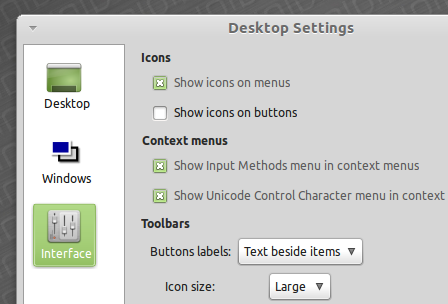 Desktop Settings
Desktop
Windows
Interface
Icons
Show icons on menus
Show icons on buttons
Context menus
Show Input Methods menu in context menus
Show Unicode Control Character menu in context
Toolbars
Buttons labels: Text beside items
Icon size: Large